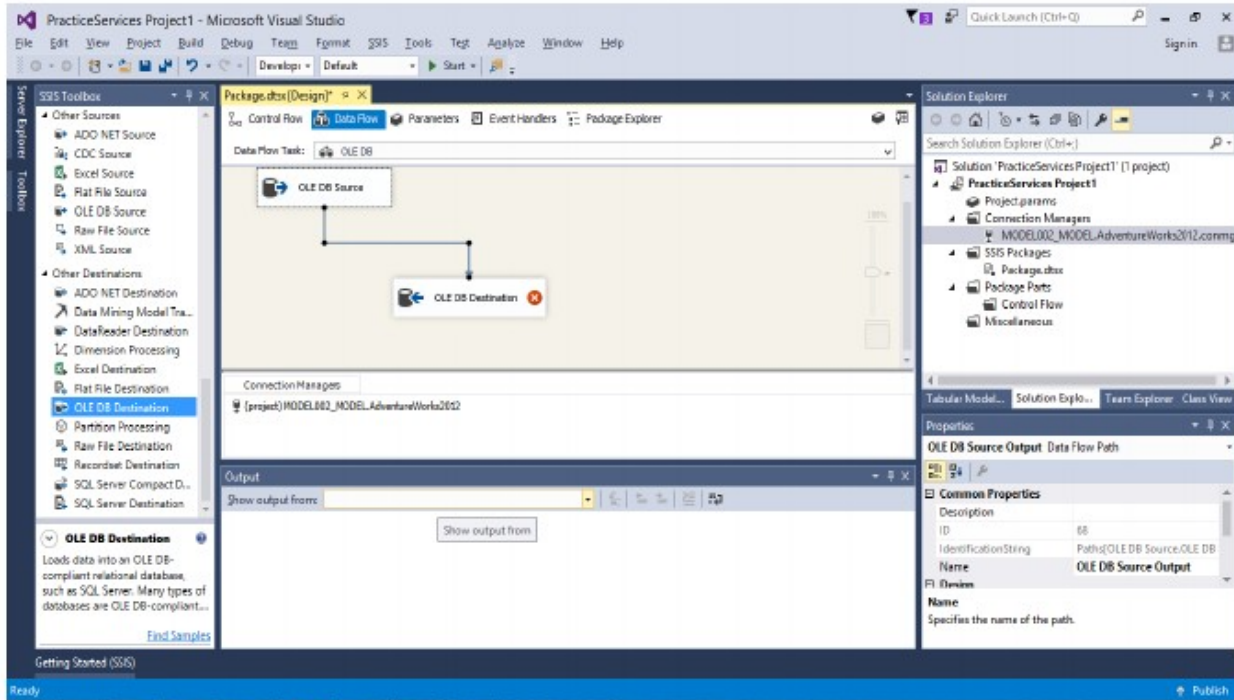 PracticeServices Project1 - Microsoft Visual Studio
3
Quick Launch (Ctrl+Q)
File Edit View Project Build Debug Team Format SSIS Tools Test Analyze Window Help
Sign in
Develop Default Start
Server Explorer
Toolbox
SSIS Toolbox
Other Sources
ADO NET Source
CDC Source
Excel Source
Flat File Source
OLE DB Source
Raw File Source
XML Source
Other Destinations
ADO NET Destination
Data Mining Model Tra...
DataReader Destination
Dimension Processing
Excel Destination
Flat File Destination
OLE DB Destination
Partition Processing
Raw File Destination
Recordset Destination
SQL Server Compact D...
SQL Server Destination
OLE DB Destination
Loads data into an OLE DB-
compliant relational database,
such as SQL Server. Many types of
databases are OLE DB-compliant...
Find Samples
Package.dtsx [Design]*
Control Flow Data Flow Parameters Event Handlers Package Explorer
Data Flow Task: OLE DB
OLE DB Source
100%
OLE DB Destination
Connection Managers
(project) MODEL002_MODEL.AdventureWorks2012
Output
Show output from:
Show output from
Solution Explorer
Search Solution Explorer (Ctrl+;)
Solution 'PracticeServices Project1' (1 project)
PracticeServices Project1
Project.params
Connection Managers
MODEL002_MODEL.AdventureWorks2012.conmg
SSIS Packages
Package.dtsx
Package Parts
Control Flow
Miscellaneous
Tabular Model... Solution Explo... Team Explorer Class View
Properties
OLE DB Source Output Data Flow Path
Common Properties
Description
ID 68
IdentificationString Paths[OLE DB Source.OLE DB
Name OLE DB Source Output
Design
Name
Specifies the name of the path.
Getting Started (SSIS)
Ready
Publish